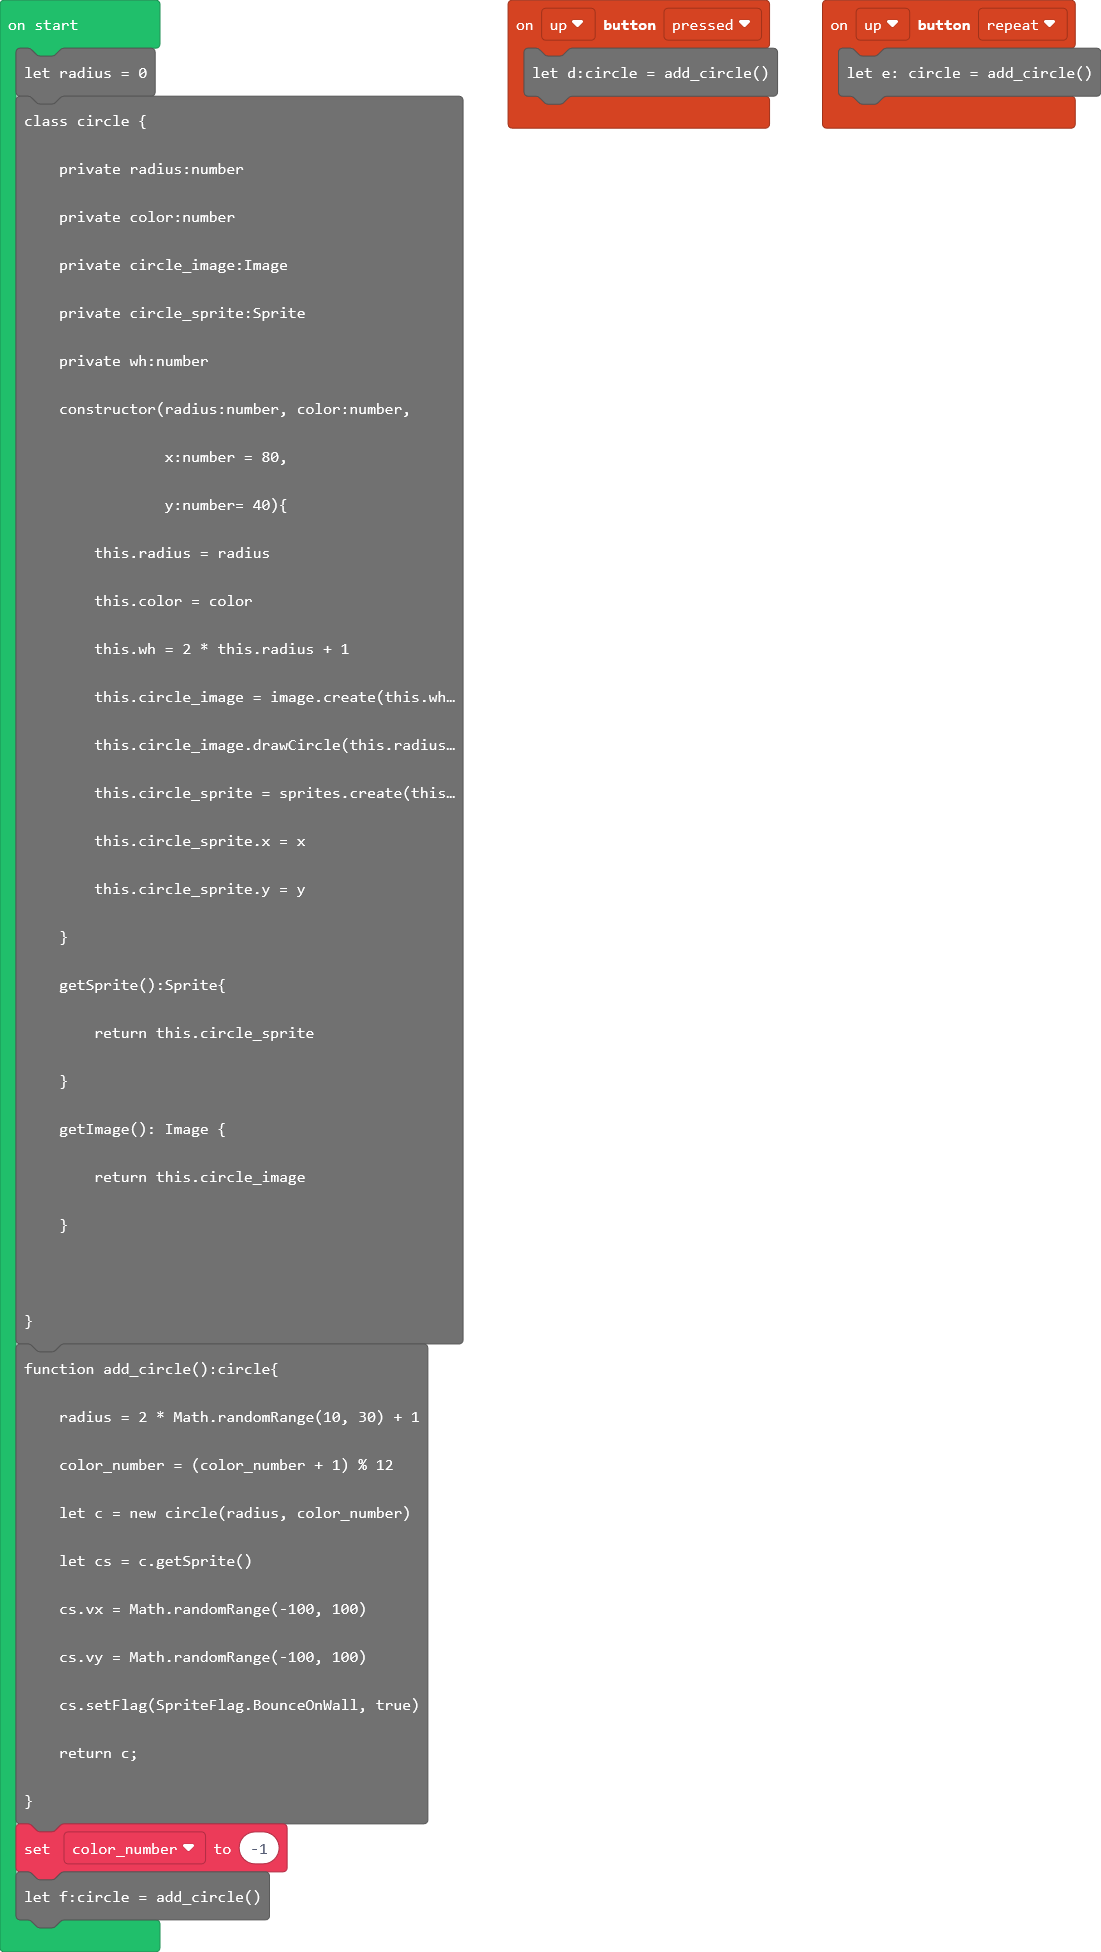 on start
let radius = 0
class circle {
private radius:number
private color:number
private circle_image:Image
private circle_sprite:Sprite
private wh:number
constructor(radius:number, color:number,
x:number = 80,
y:number= 40){
this.radius = radius
this.color = color
this.wh = 2 * this.radius + 1
this.circle_image = image.create(this.wh…
this.circle_image.drawCircle(this.radius…
this.circle_sprite = sprites.create(this…
this.circle_sprite.x = x
this.circle_sprite.y = y
}
getSprite():Sprite{
return this.circle_sprite
}
getImage(): Image {
return this.circle_image
}
}
function add_circle():circle{
radius = 2 * Math.randomRange(10, 30) + 1
color_number = (color_number + 1) % 12
let c = new circle(radius, color_number)
let cs = c.getSprite()
cs.vx = Math.randomRange(-100, 100)
cs.vy = Math.randomRange(-100, 100)
cs.setFlag(SpriteFlag.BounceOnWall, true)
return c;
}
set color_number to -1
let f:circle = add_circle()
on up button pressed
let d:circle = add_circle()
on up button repeat
let e: circle = add_circle()